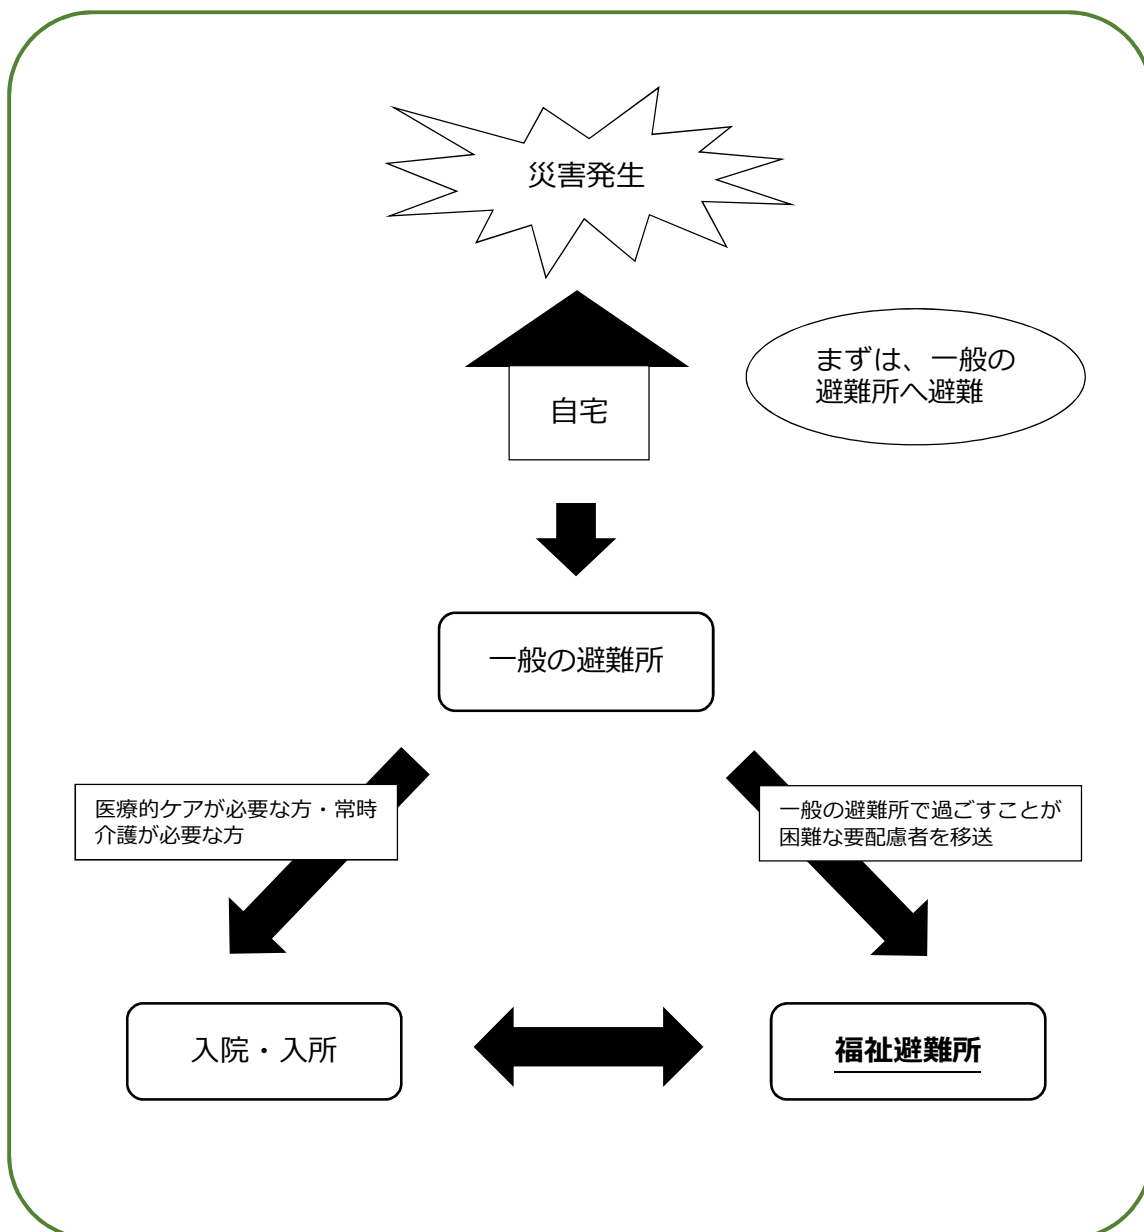 災害発生
まずは、一般の
避難所へ避難
自宅
一般の避難所
医療的ケアが必要な方・常時
介護が必要な方
一般の避難所で過ごすことが
困難な要配慮者を移送
入院・入所
福祉避難所